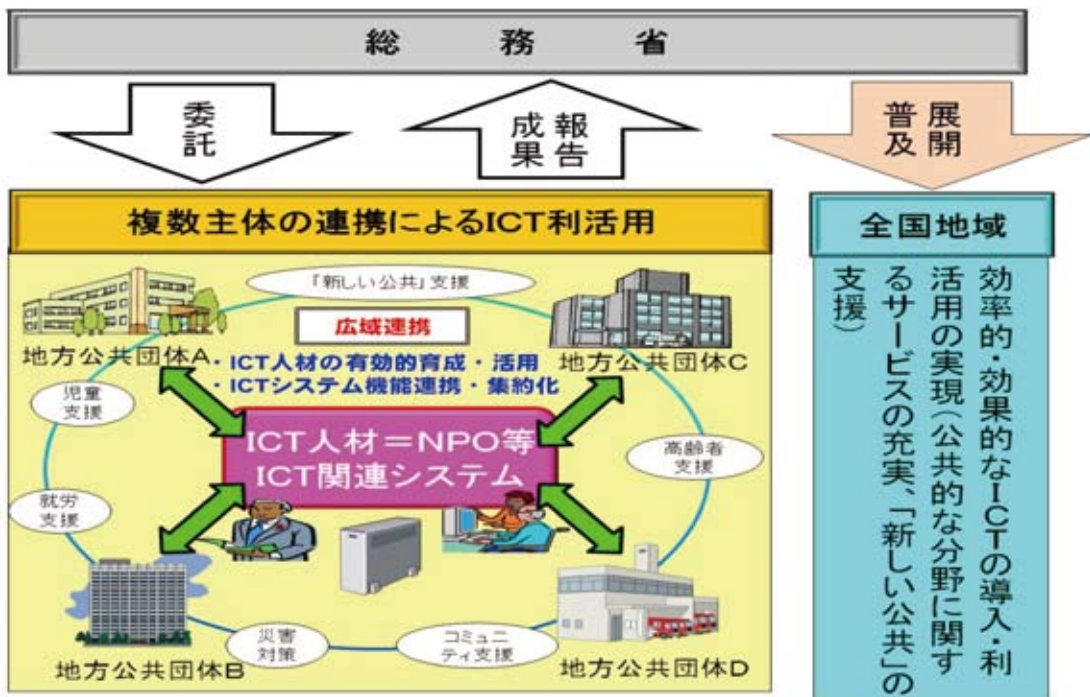 総務省
委託
成果
報告
普及
展開
複数主体の連携によるICT利活用
「新しい公共」支援
広域連携
地方公共団体A
・ICT人材の有効的育成・活用
・ICTシステム機能連携・集約化
地方公共団体C
児童
支援
ICT人材=NPO等
ICT関連システム
高齢者
支援
就労
支援
地方公共団体B
災害
対策
コミュニ
ティ支援
地方公共団体D
全国地域
効率的・効果的なICTの導入・利
活用の実現(公共的な分野に関す
るサービスの充実、「新しい公共」の
支援)